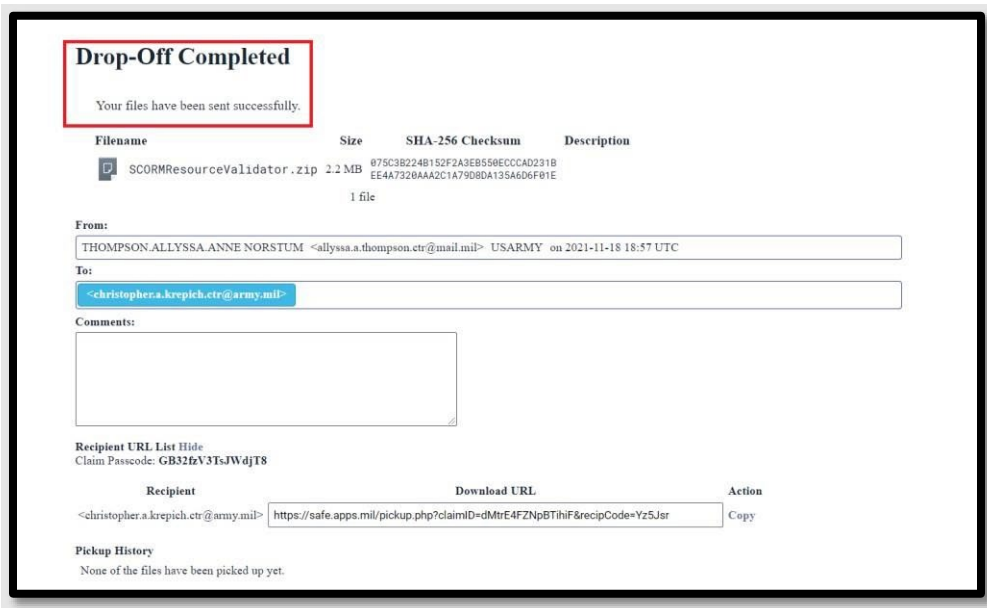 Drop-Off Completed
Your files have been sent successfully.
Filename Size SHA-256 Checksum Description
SCORMResourceValidator.zip 2.2 MB 075C3B224B152F2A3EB550ECCCAD231B
EE4A7320AAA2C1A79D8DA135A6D6F01E
1 file
From:
THOMPSON.ALLYSSA.ANNE NORSTUM <allyssa.a.thompson.ctr@mail.mil> USARMY on 2021-11-18 18:57 UTC
To:
<christopher.a.krepich.ctr@army.mil>
Comments:
Recipient URL List Hide
Claim Passcode: GB32fzV3TsJWdjT8
Recipient Download URL Action
<christopher.a.krepich.ctr@army.mil> https://safe.apps.mil/pickup.php?claimID=dMtrE4FZNpBTihiF&recipCode=Yz5Jsr Copy
Pickup History
None of the files have been picked up yet.